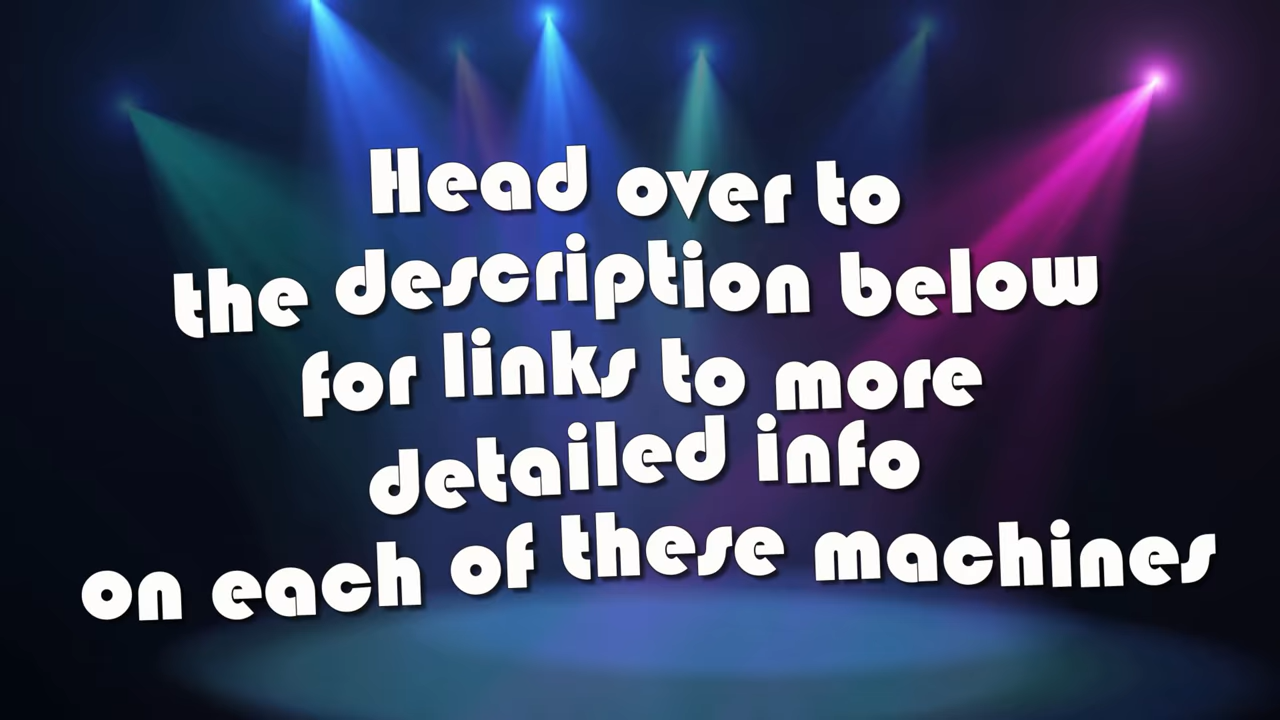 Head over to
the description below
for links to more
detailed info
on each of these machines